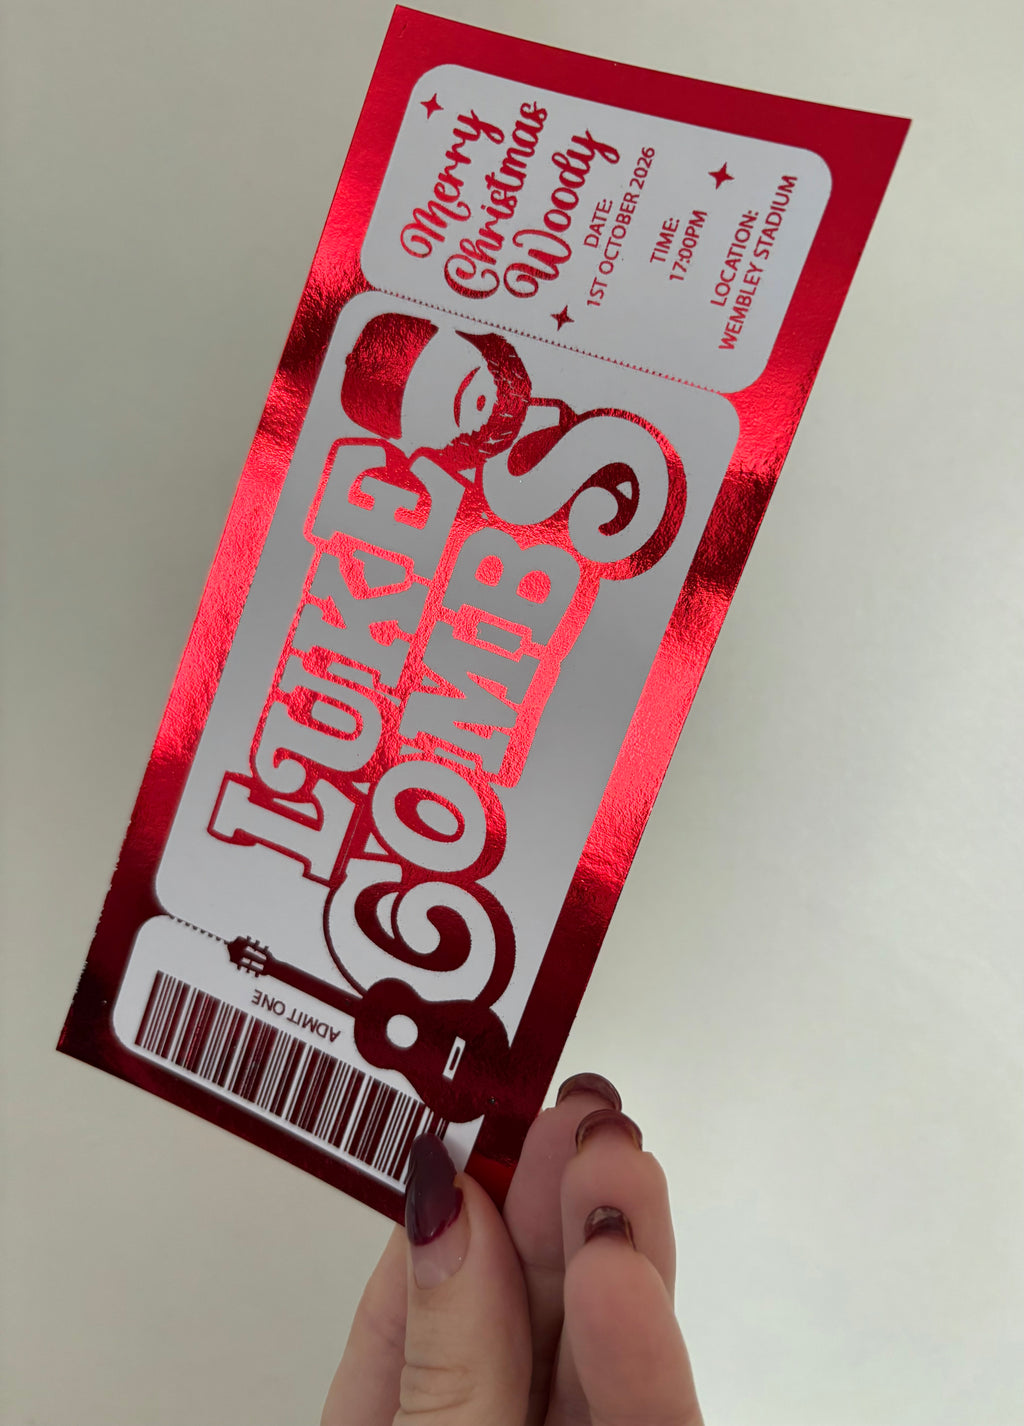 Merry
Christmas
Woody
DATE:
1ST OCTOBER 2026
TIME:
17:00PM
LOCATION:
WEMBLEY STADIUM
LUKE
COMBS
ADMIT ONE